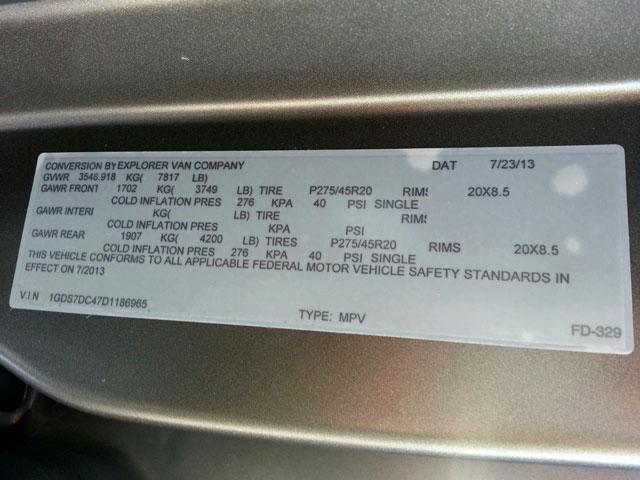 CONVERSION BY EXPLORER VAN COMPANY DAT 7/23/13
GVWR 3546.918 KG( 7817 LB)
GAWR FRONT 1702 KG( 3749 LB) TIRE P275/45R20 RIMS 20X8.5
COLD INFLATION PRES 276 KPA 40 PSI SINGLE
GAWR INTERI KG( LB) TIRE RIMS
COLD INFLATION PRES KPA PSI
GAWR REAR 1907 KG( 4200 LB) TIRES P275/45R20 RIMS 20X8.5
COLD INFLATION PRES 276 KPA 40 PSI SINGLE
THIS VEHICLE CONFORMS TO ALL APPLICABLE FEDERAL MOTOR VEHICLE SAFETY STANDARDS IN
EFFECT ON 7/2013
V.I.N 1GDS7DC47D1186965
TYPE: MPV
FD-329